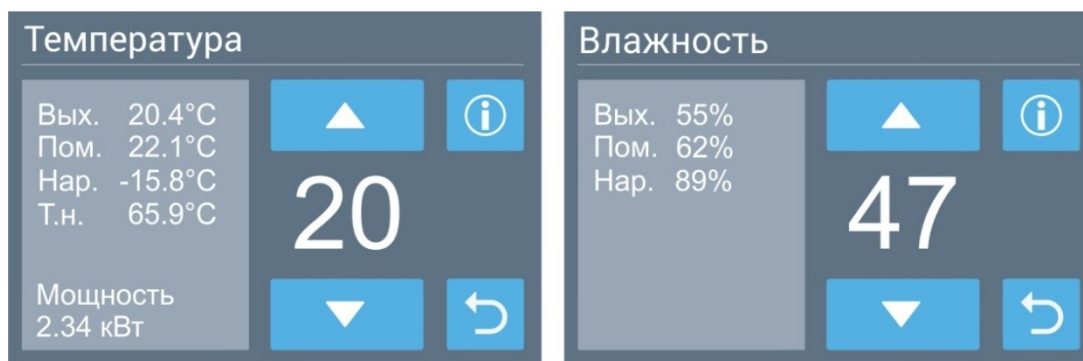 Температура
Вых. 20.4°C
Пом. 22.1°C
Нар. -15.8°C
Т.н. 65.9°C
Мощность
2.34 кВт
20
Влажность
Вых. 55%
Пом. 62%
Нар. 89%
47